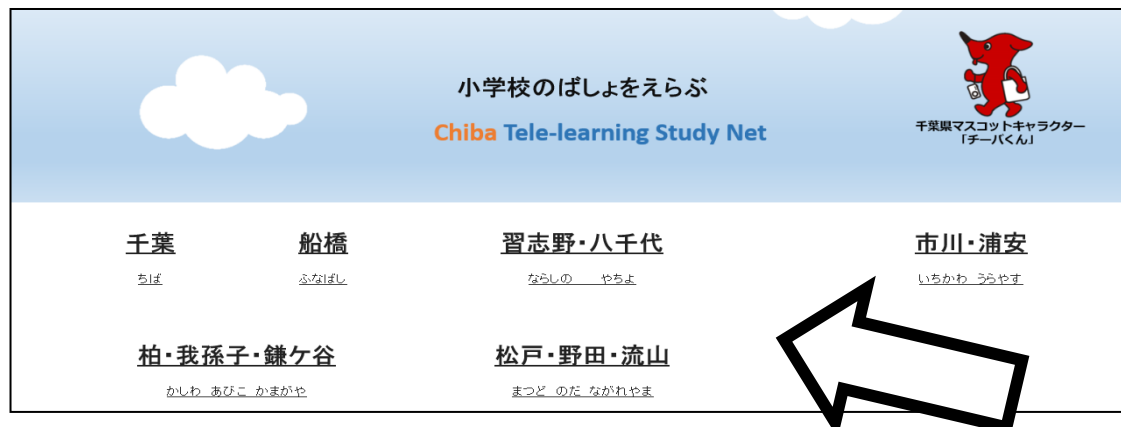 小学校のばしょをえらぶ
Chiba Tele-learning Study Net
千葉県マスコットキャラクター
「チーバくん」
千葉 船橋 習志野・八千代 市川・浦安
ちば ふなばし ならしの やちよ いちかわ うらやす
柏・我孫子・鎌ケ谷 松戸・野田・流山
かしわ あびこ かまがや まつど のだ ながれやま